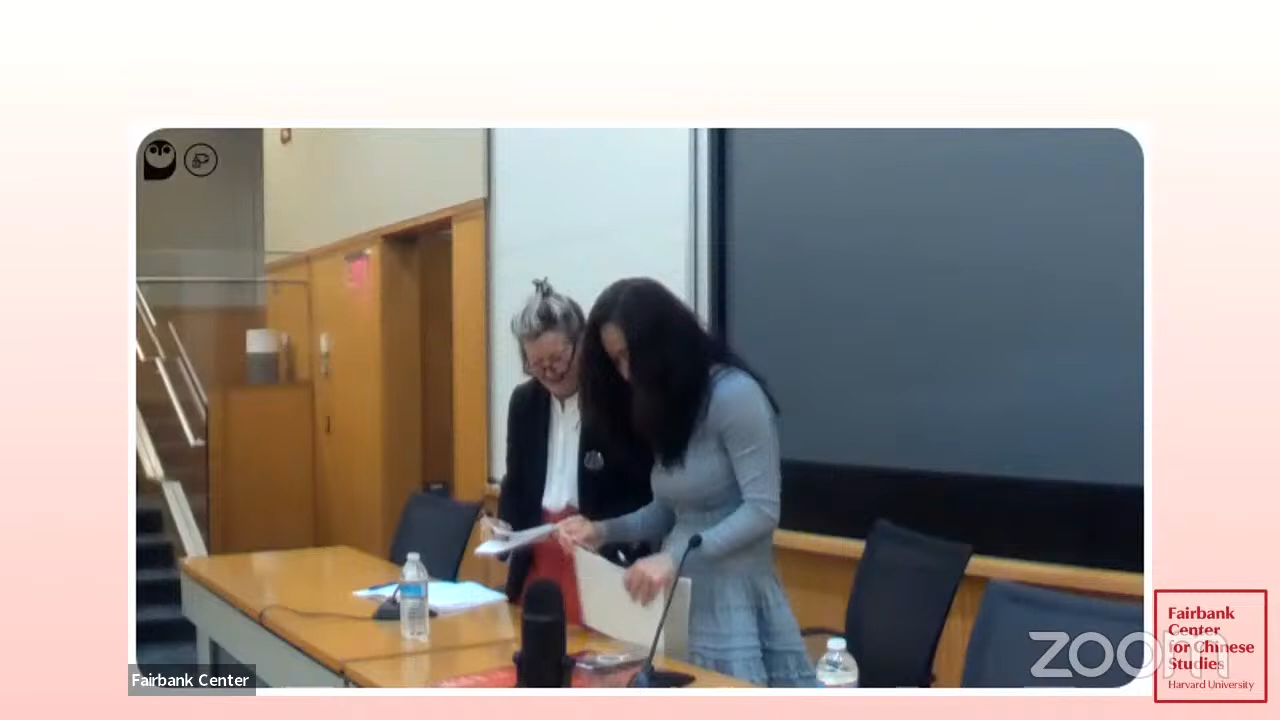 Fairbank Center
zoom
Fairbank
Center
for Chinese
Studies
Harvard University